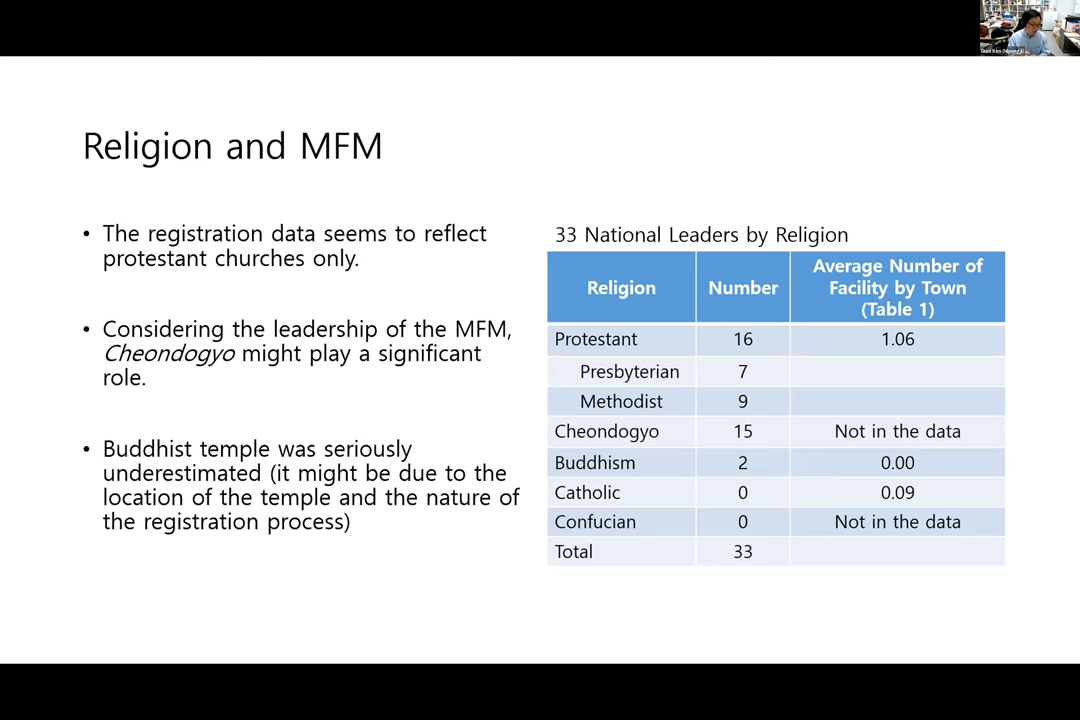 Religion and MFM
• The registration data seems to reflect
protestant churches only.
• Considering the leadership of the MFM,
Cheondogyo might play a significant
role.
• Buddhist temple was seriously
underestimated (it might be due to the
location of the temple and the nature of
the registration process)
33 National Leaders by Religion
Religion Number Average Number of
Facility by Town
(Table 1)
Protestant 16 1.06
Presbyterian 7
Methodist 9
Cheondogyo 15 Not in the data
Buddhism 2 0.00
Catholic 0 0.09
Confucian 0 Not in the data
Total 33